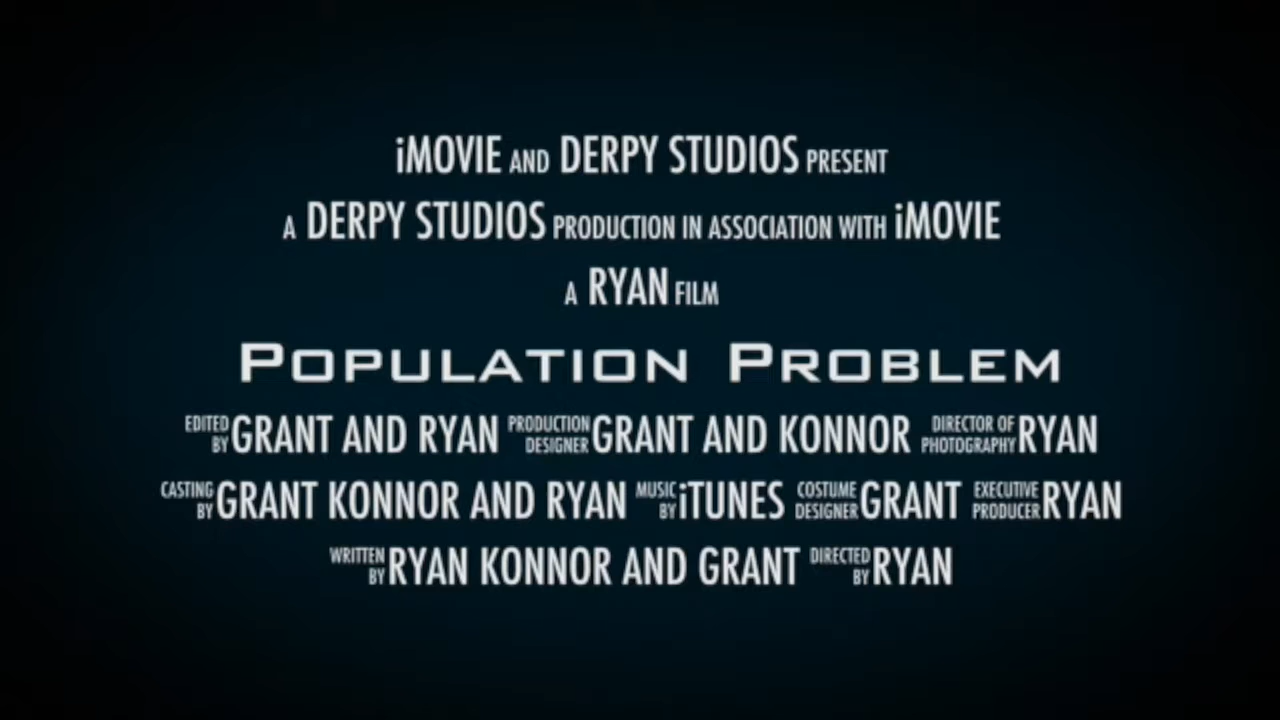 iMOVIE AND DERPY STUDIOS PRESENT
A DERPY STUDIOS PRODUCTION IN ASSOCIATION WITH iMOVIE
A RYAN FILM
POPULATION PROBLEM
EDITED BY GRANT AND RYAN PRODUCTION DESIGNER GRANT AND KONNOR DIRECTOR OF PHOTOGRAPHY RYAN
CASTING BY GRANT KONNOR AND RYAN MUSIC BY iTUNES COSTUME DESIGNER GRANT EXECUTIVE PRODUCER RYAN
WRITTEN BY RYAN KONNOR AND GRANT DIRECTED BY RYAN